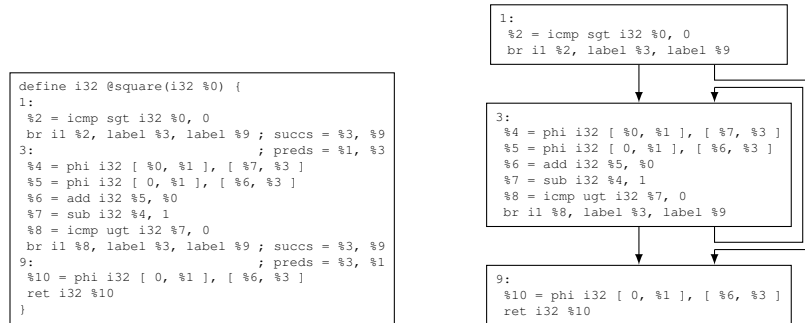 define i32 @square(i32 %0) {
1:
%2 = icmp sgt i32 %0, 0
br i1 %2, label %3, label %9 ; succs = %3, %9
3: ; preds = %1, %3
%4 = phi i32 [ %0, %1 ], [ %7, %3 ]
%5 = phi i32 [ 0, %1 ], [ %6, %3 ]
%6 = add i32 %5, %0
%7 = sub i32 %4, 1
%8 = icmp ugt i32 %7, 0
br i1 %8, label %3, label %9 ; succs = %3, %9
9: ; preds = %3, %1
%10 = phi i32 [ 0, %1 ], [ %6, %3 ]
ret i32 %10
}
1:
%2 = icmp sgt i32 %0, 0
br i1 %2, label %3, label %9
3:
%4 = phi i32 [ %0, %1 ], [ %7, %3 ]
%5 = phi i32 [ 0, %1 ], [ %6, %3 ]
%6 = add i32 %5, %0
%7 = sub i32 %4, 1
%8 = icmp ugt i32 %7, 0
br i1 %8, label %3, label %9
9:
%10 = phi i32 [ 0, %1 ], [ %6, %3 ]
ret i32 %10